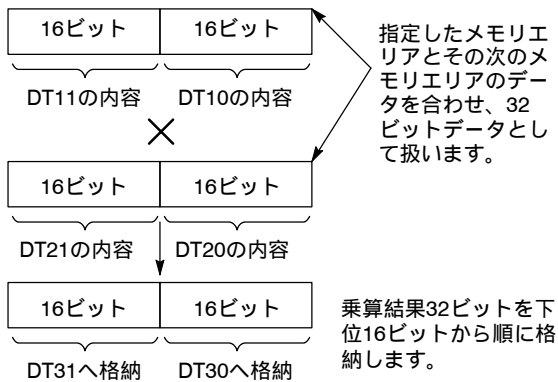 16ビット 16ビット
DT11の内容 DT10の内容
×
16ビット 16ビット
DT21の内容 DT20の内容
16ビット 16ビット
DT31へ格納 DT30へ格納
指定したメモリエ
リアとその次のメ
モリエリアのデー
タを合わせ、32
ビットデータとし
て扱います。
乗算結果32ビットを下
位16ビットから順に格
納します。